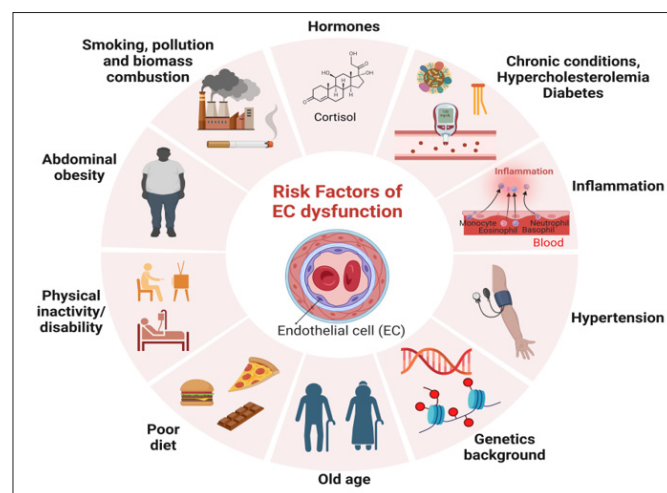 Hormones
Cortisol
Chronic conditions,
Hypercholesterolemia
Diabetes
Inflammation
Inflammation
Monocyte
Neutrophil
Eosinophil
Basophil
Blood
Hypertension
Genetics
background
Old age
Poor
diet
Physical
inactivity/
disability
Abdominal
obesity
Smoking, pollution
and biomass
combustion
Risk Factors of
EC dysfunction
Endothelial cell (EC)